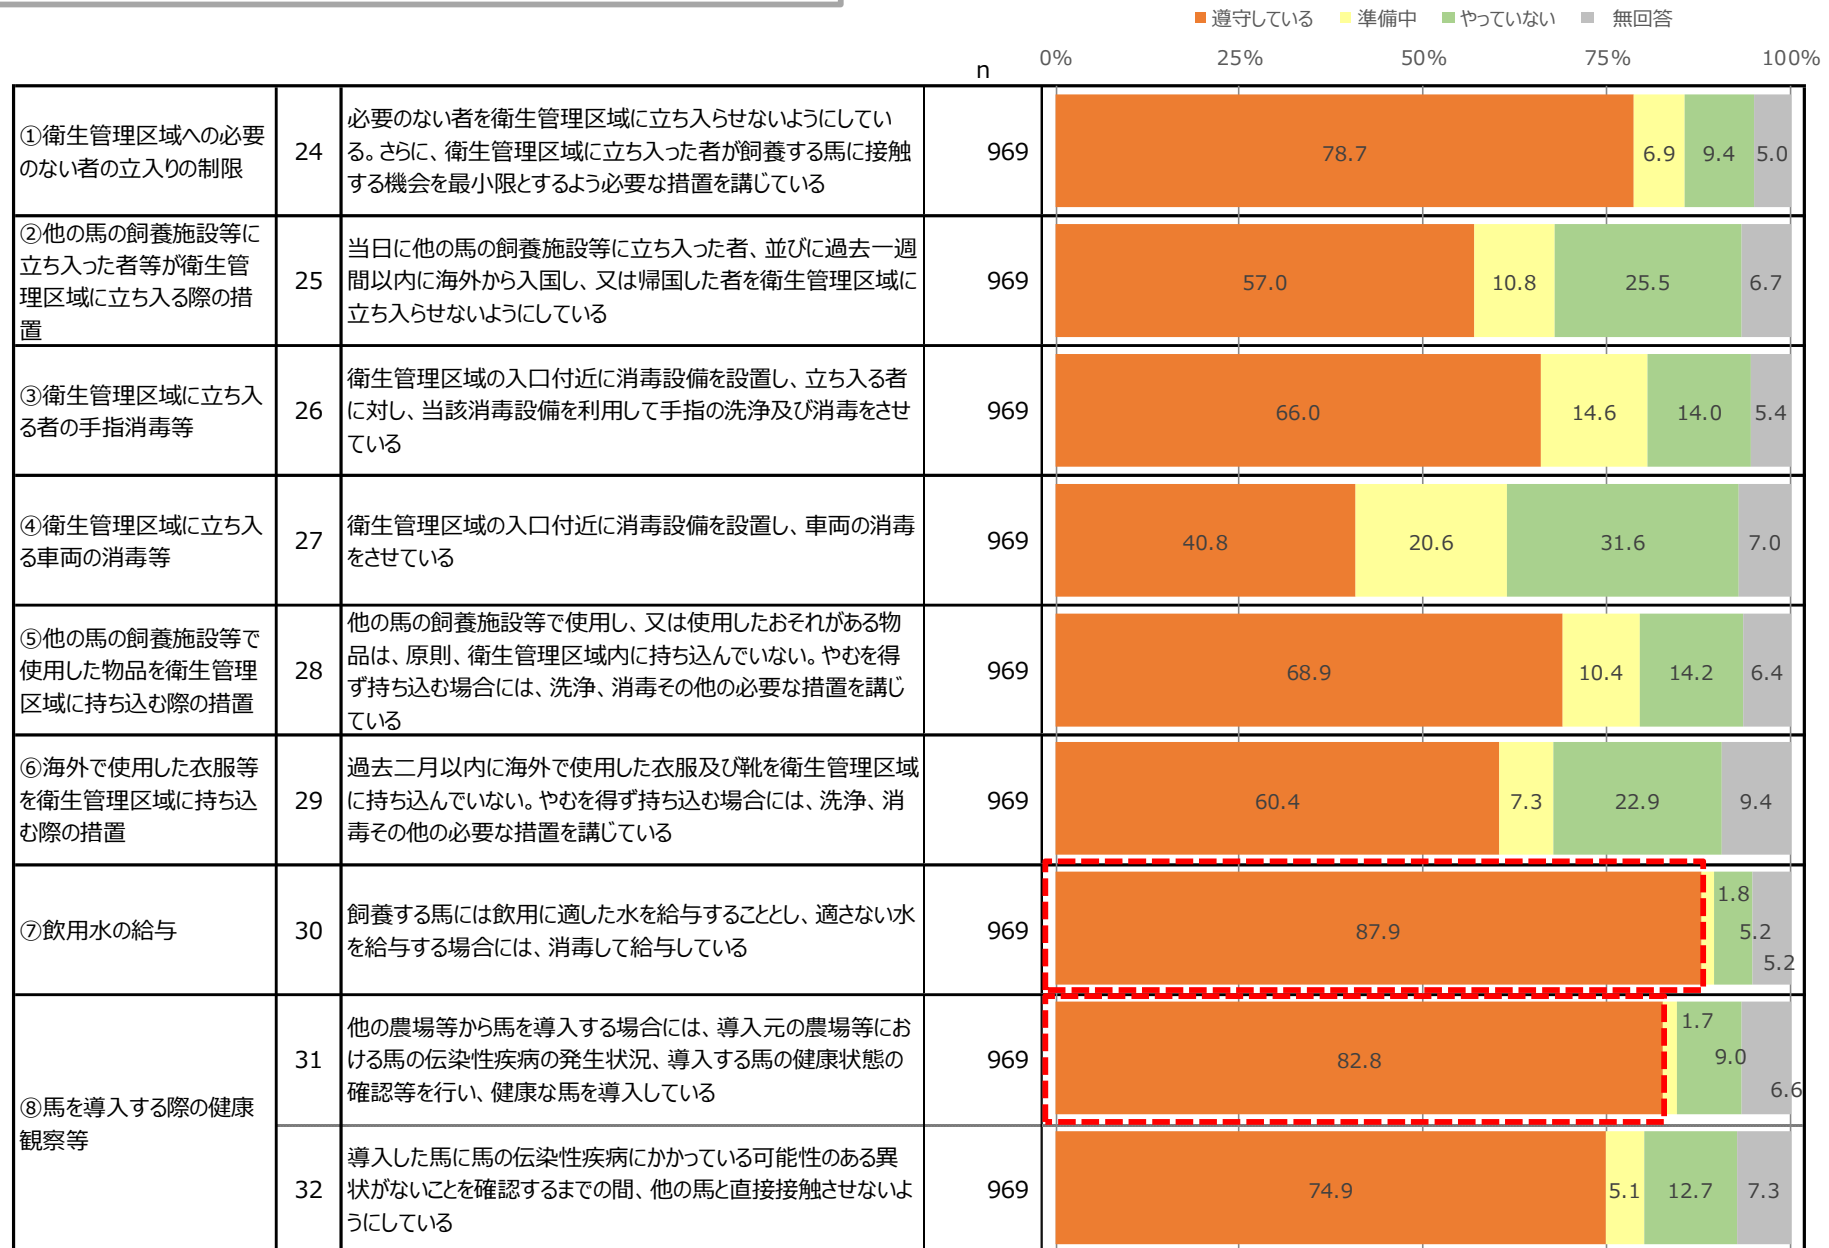 遵守している 準備中 やっていない 無回答
n 0% 25% 50% 75% 100%
①衛生管理区域への必要
のない者の立入りの制限
24
必要のない者を衛生管理区域に立ち入らせないようにしてい
る。さらに、衛生管理区域に立ち入った者が飼養する馬に接触
する機会を最小限とするよう必要な措置を講じている
969
78.7 6.9 9.4 5.0
②他の馬の飼養施設等に
立ち入った者等が衛生管
理区域に立ち入る際の措
置
25
当日に他の馬の飼養施設等に立ち入った者、並びに過去一週
間以内に海外から入国し、又は帰国した者を衛生管理区域に
立ち入らせないようにしている
969
57.0 10.8 25.5 6.7
③衛生管理区域に立ち入
る者の手指消毒等
26
衛生管理区域の入口付近に消毒設備を設置し、立ち入る者
に対し、当該消毒設備を利用して手指の洗浄及び消毒をさせ
ている
969
66.0 14.6 14.0 5.4
④衛生管理区域に立ち入
る車両の消毒等
27
衛生管理区域の入口付近に消毒設備を設置し、車両の消毒
をさせている
969
40.8 20.6 31.6 7.0
⑤他の馬の飼養施設等で
使用した物品を衛生管理
区域に持ち込む際の措置
28
他の馬の飼養施設等で使用し、又は使用したおそれがある物
品は、原則、衛生管理区域内に持ち込んでいない。やむを得
ず持ち込む場合には、洗浄、消毒その他の必要な措置を講じ
ている
969
68.9 10.4 14.2 6.4
⑥海外で使用した衣服等
を衛生管理区域に持ち込
む際の措置
29
過去二月以内に海外で使用した衣服及び靴を衛生管理区域
に持ち込んでいない。やむを得ず持ち込む場合には、洗浄、消
毒その他の必要な措置を講じている
969
60.4 7.3 22.9 9.4
⑦飲用水の給与
30
飼養する馬には飲用に適した水を給与することとし、適さない水
を給与する場合には、消毒して給与している
969
87.9 1.8 5.2 5.2
⑧馬を導入する際の健康
観察等
31
他の農場等から馬を導入する場合には、導入元の農場等にお
ける馬の伝染性疾病の発生状況、導入する馬の健康状態の
確認等を行い、健康な馬を導入している
969
82.8 1.7 9.0 6.6
32
導入した馬に馬の伝染性疾病にかかっている可能性のある異
状がないことを確認するまでの間、他の馬と直接接触させないよ
うにしている
969
74.9 5.1 12.7 7.3